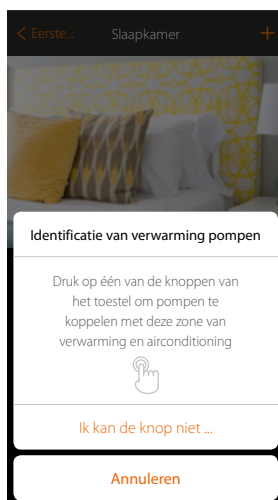 < Eerste... Slaapkamer +
Identificatie van verwarming pompen
Druk op één van de knoppen van
het toestel om pompen te
koppelen met deze zone van
verwarming en airconditioning
Ik kan de knop niet ...
Annuleren